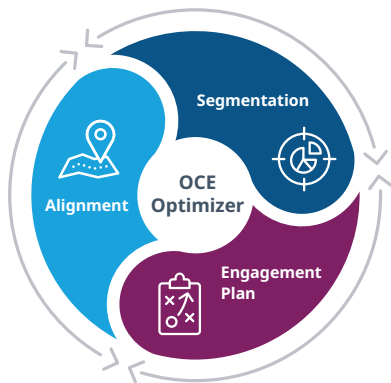 Segmentation
OCE
Optimizer
Alignment
Engagement
Plan